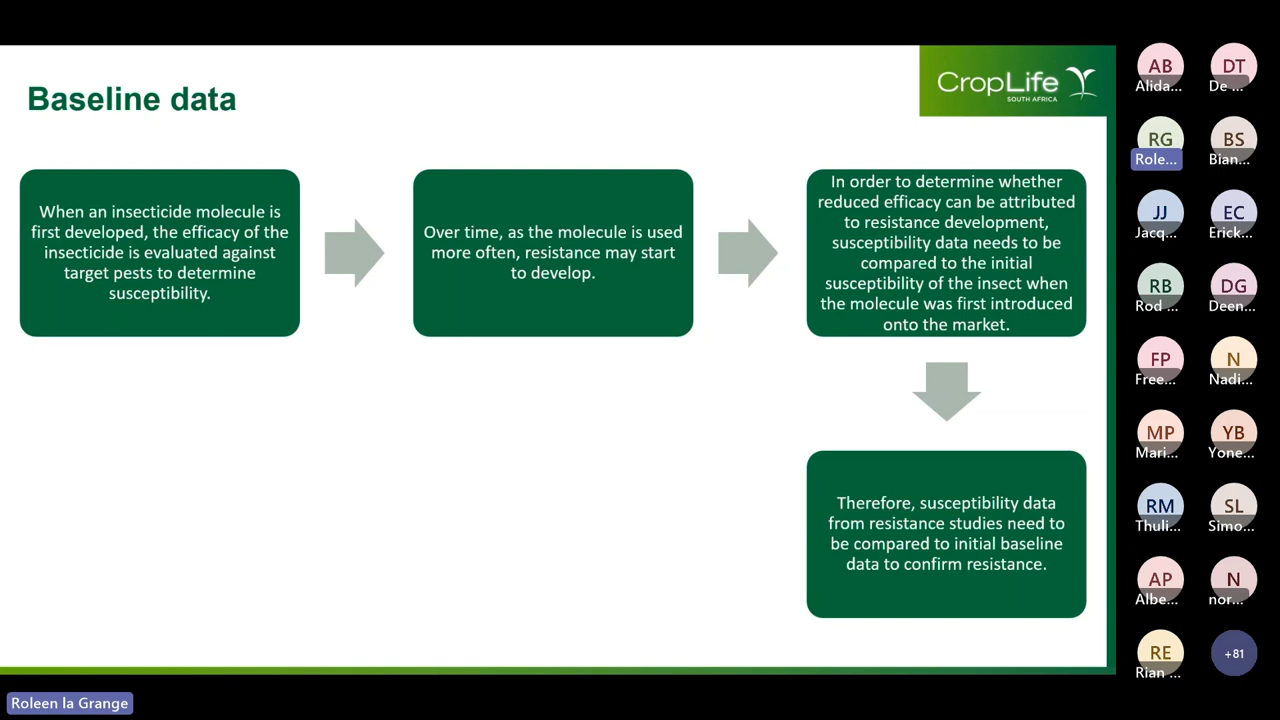 Baseline data
CropLife
SOUTH AFRICA
When an insecticide molecule is
first developed, the efficacy of the
insecticide is evaluated against
target pests to determine
susceptibility.
Over time, as the molecule is used
more often, resistance may start
to develop.
In order to determine whether
reduced efficacy can be attributed
to resistance development,
susceptibility data needs to be
compared to the initial
susceptibility of the insect when
the molecule was first introduced
onto the market.
Therefore, susceptibility data
from resistance studies need to
be compared to initial baseline
data to confirm resistance.
AB DT
Alida... De ...
RG BS
Role... Bian...
JJ EC
Jacq... Erick...
RB DG
Rod ... Deen...
FP N
Free... Nadi...
MP YB
Mari... Yone...
RM SL
Thuli... Simo...
AP N
Albe... nor...
RE +81
Rian ...
Roleen la Grange